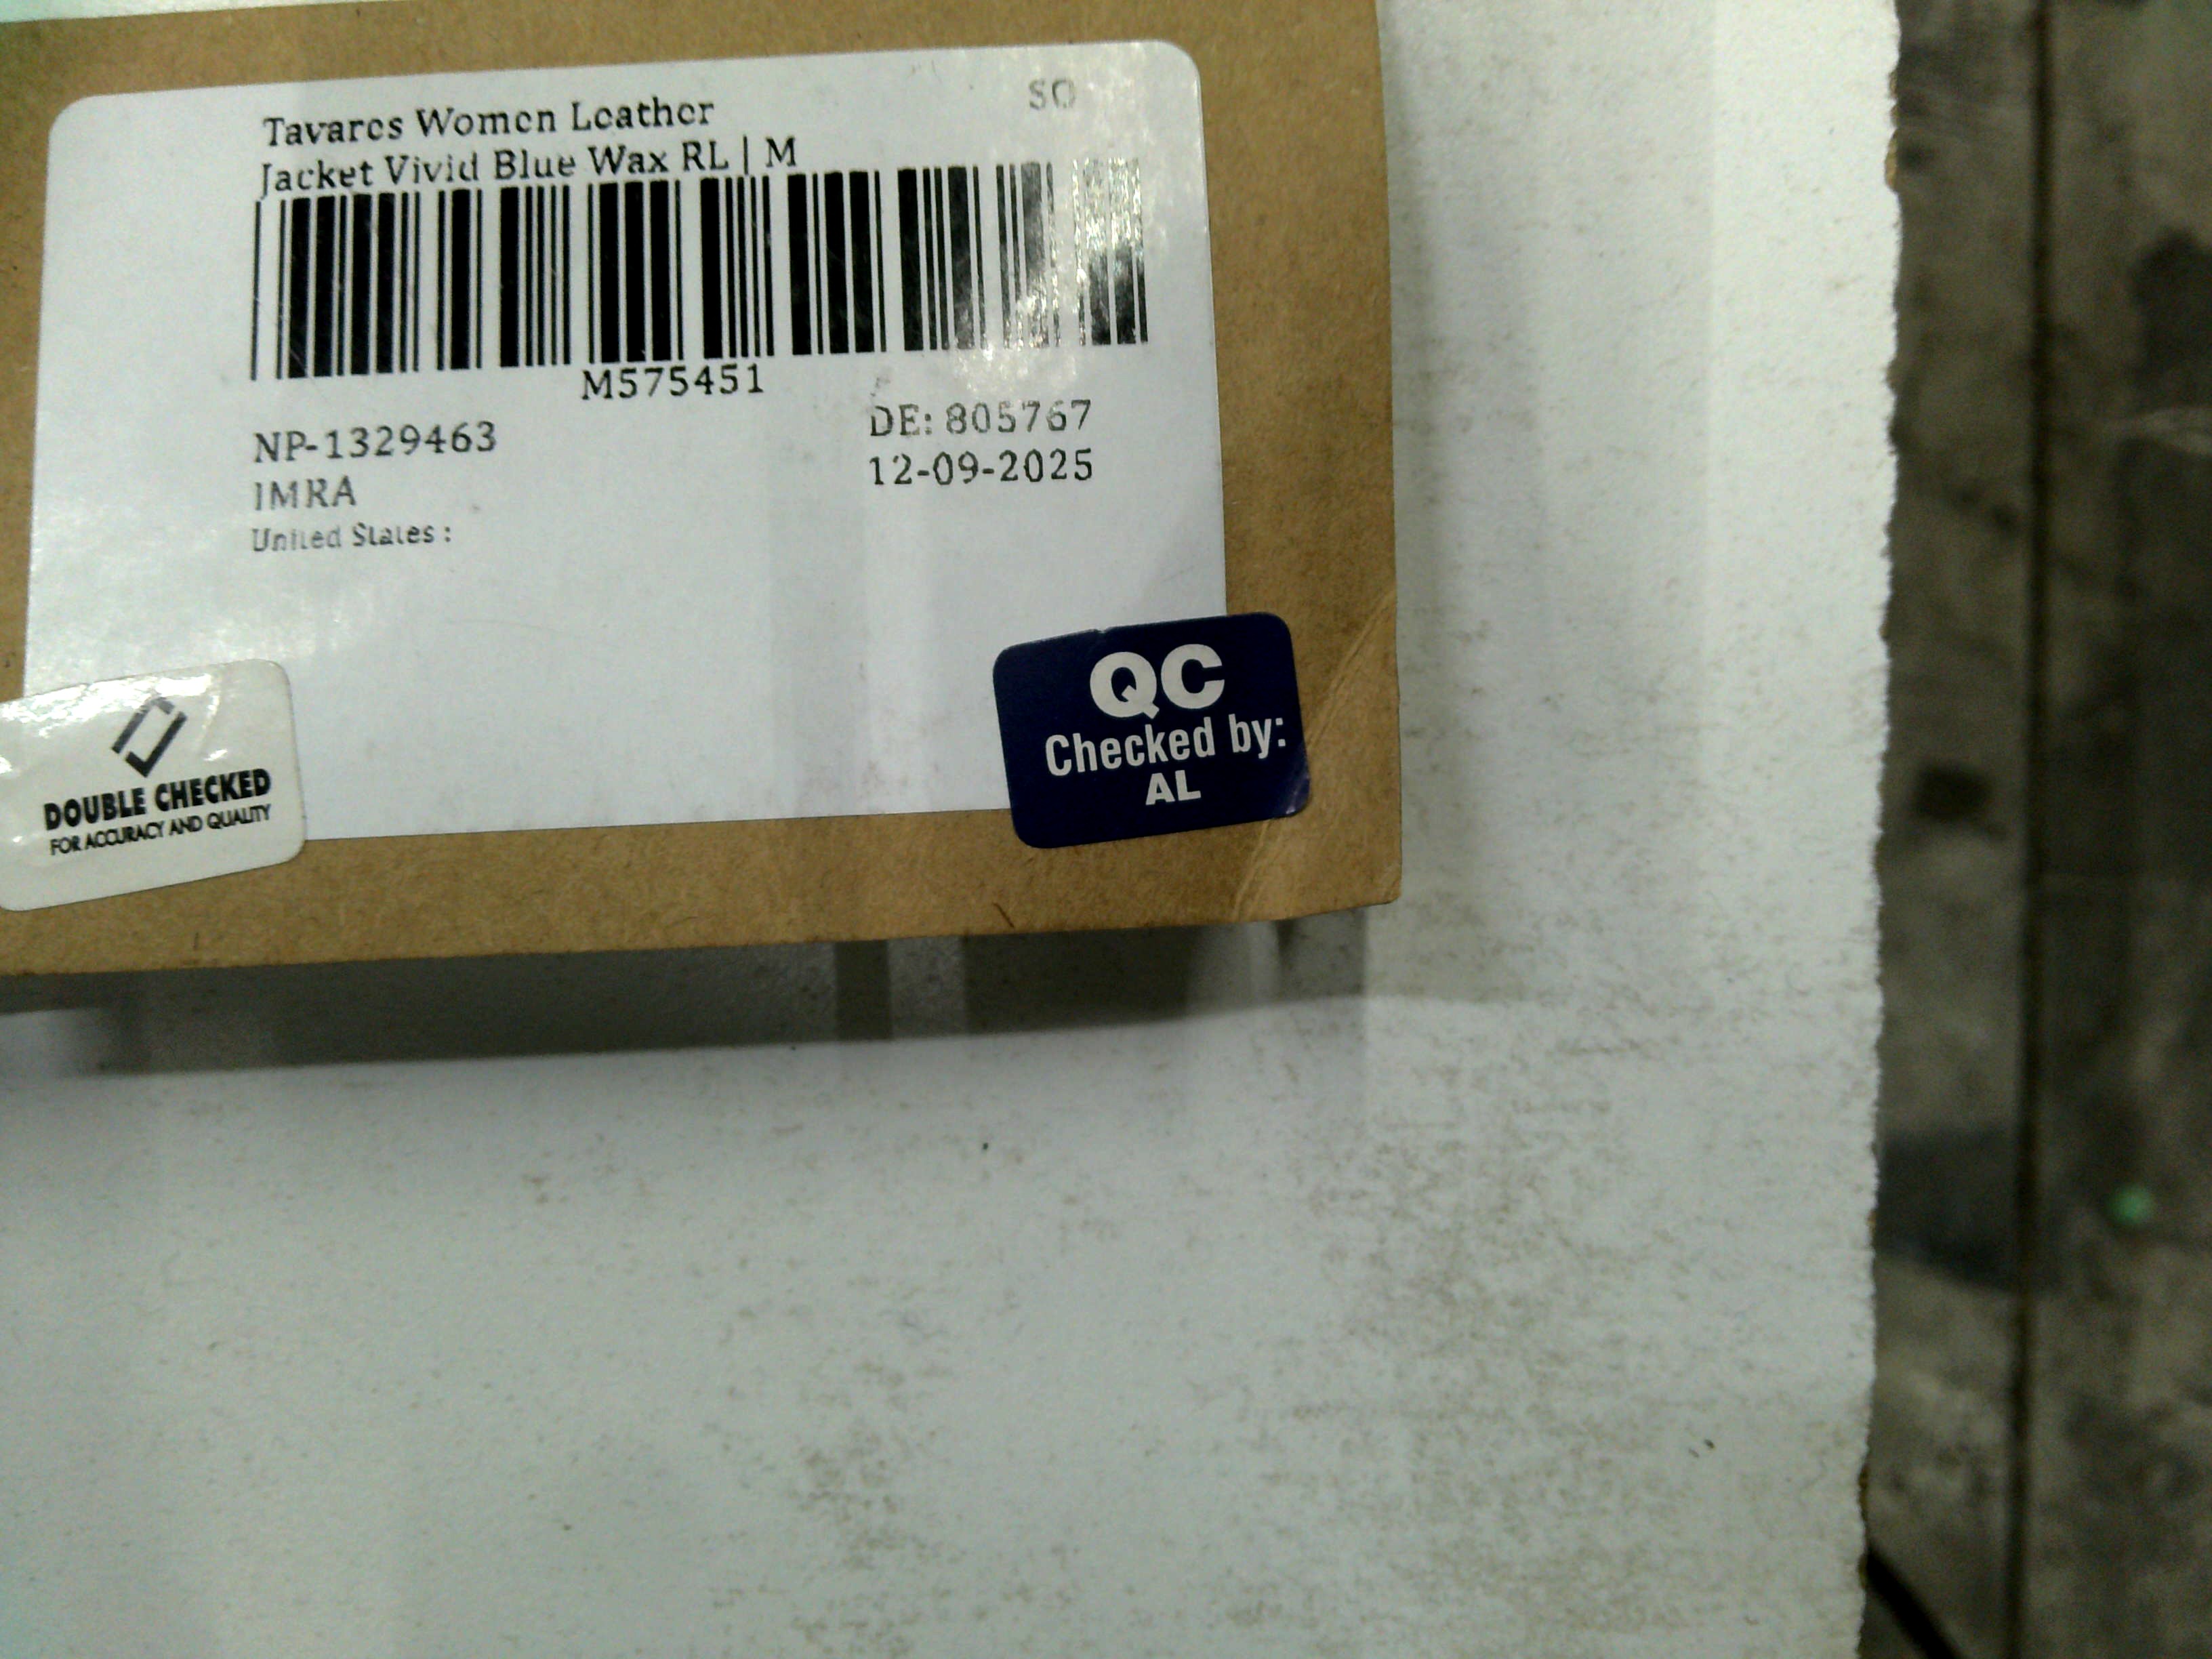 SO
Tavares Women Leather
Jacket Vivid Blue Wax RL | M
M575451
NP-1329463
DE: 805767
IMRA
12-09-2025
United States :
QC
Checked by:
AL
DOUBLE CHECKED
FOR ACCURACY AND QUALITY